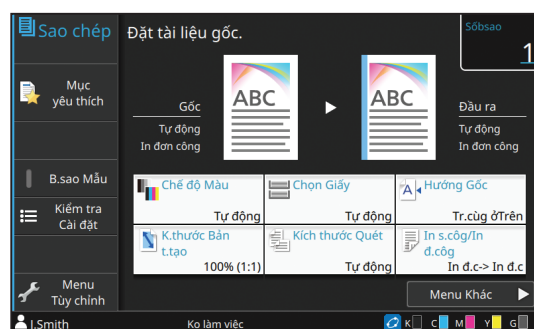 Sao chép
Đặt tài liệu gốc.
Sốbsao
1
Mục
yêu thích
Gốc
Tự động
In đơn công
ABC
ABC
Đầu ra
Tự động
In đơn công
B.sao Mẫu
Kiểm tra
Cài đặt
Chế độ Màu
Tự động
Chọn Giấy
Tự động
A
Hướng Gốc
Tr.cùg ởTrên
K.thước Bản
t.tạo
100% (1:1)
Kích thước Quét
Tự động
In s.côg/In
đ.côg
In đ.c-> In đ.c
Menu
Tùy chỉnh
Menu Khác
J.Smith
Ko làm việc
K C M Y G